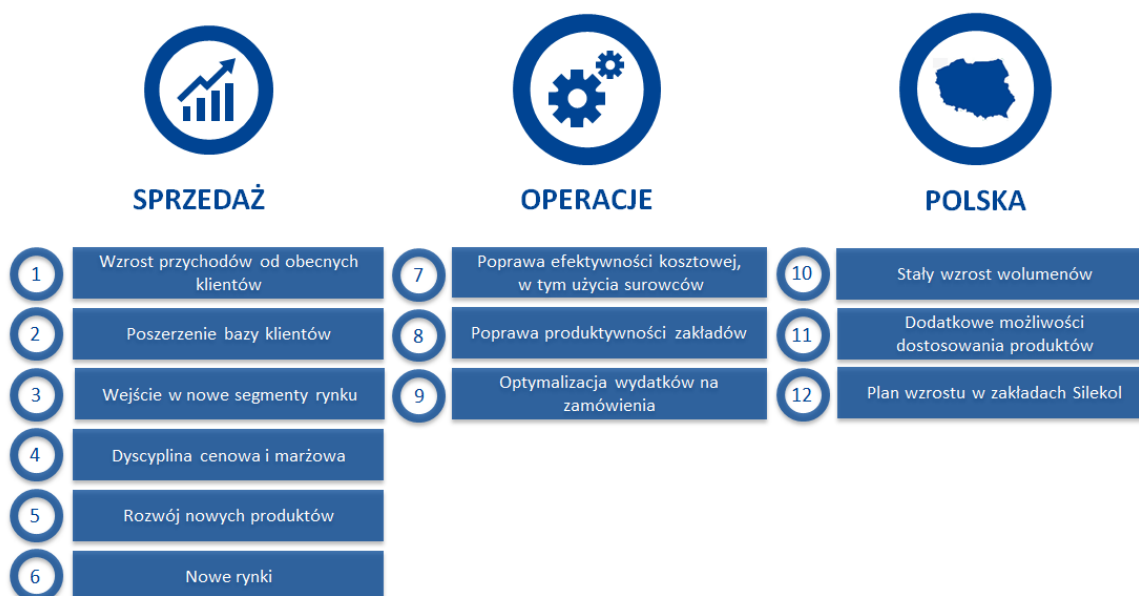 SPRZEDAŻ
1
Wzrost przychodów od obecnych
klientów
2
Poszerzenie bazy klientów
3
Wejście w nowe segmenty rynku
4
Dyscyplina cenowa i marżowa
5
Rozwój nowych produktów
6
Nowe rynki
OPERACJE
7
Poprawa efektywności kosztowej,
w tym użycia surowców
8
Poprawa produktywności zakładów
9
Optymalizacja wydatków na
zamówienia
POLSKA
10
Stały wzrost wolumenów
11
Dodatkowe możliwości
dostosowania produktów
12
Plan wzrostu w zakładach Silekol